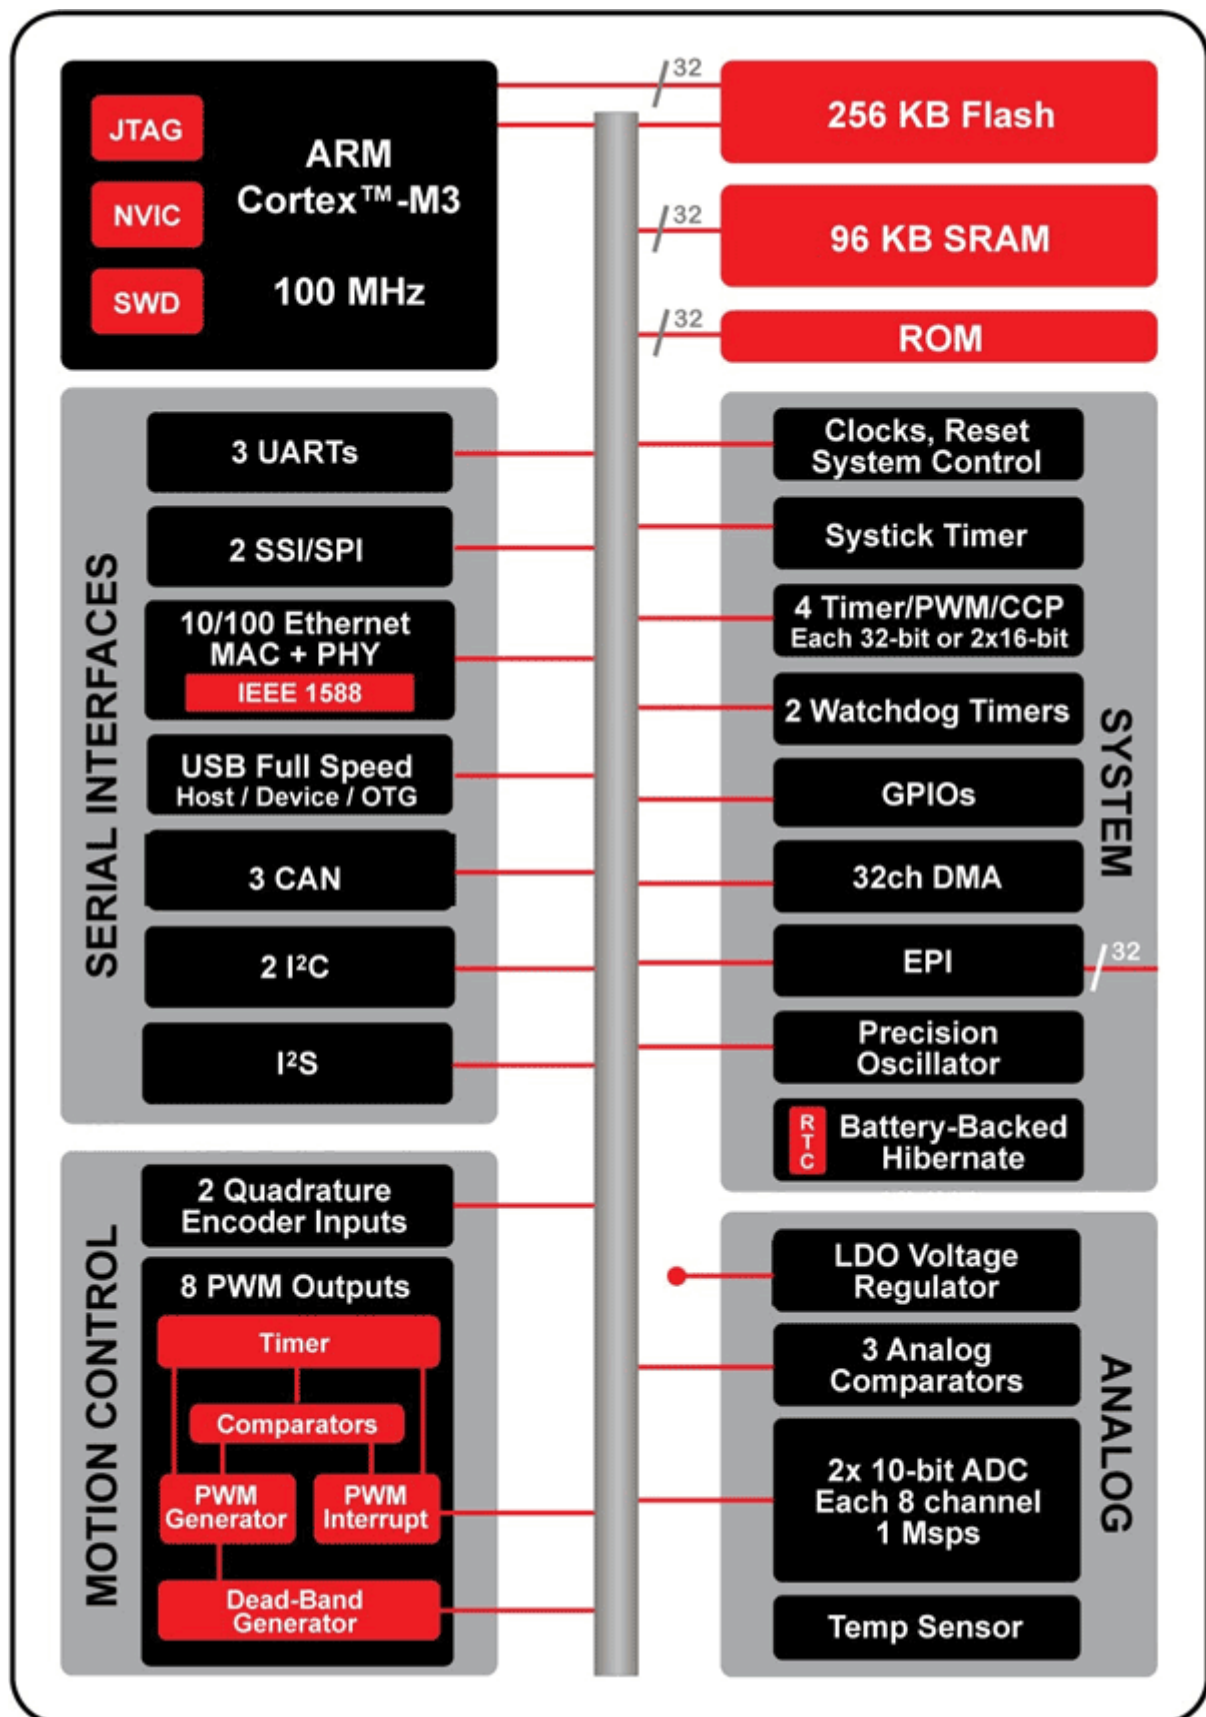 JTAG
NVIC
SWD
ARM
Cortex™-M3
100 MHz
32
256 KB Flash
32
96 KB SRAM
32
ROM
SERIAL INTERFACES
3 UARTs
2 SSI/SPI
10/100 Ethernet
MAC + PHY
IEEE 1588
USB Full Speed
Host / Device / OTG
3 CAN
2 I²C
I²S
SYSTEM
Clocks, Reset
System Control
Systick Timer
4 Timer/PWM/CCP
Each 32-bit or 2x16-bit
2 Watchdog Timers
GPIOs
32ch DMA
EPI
32
Precision
Oscillator
RTC
Battery-Backed
Hibernate
MOTION CONTROL
2 Quadrature
Encoder Inputs
8 PWM Outputs
Timer
Comparators
PWM
Generator
PWM
Interrupt
Dead-Band
Generator
ANALOG
LDO Voltage
Regulator
3 Analog
Comparators
2x 10-bit ADC
Each 8 channel
1 Msps
Temp Sensor